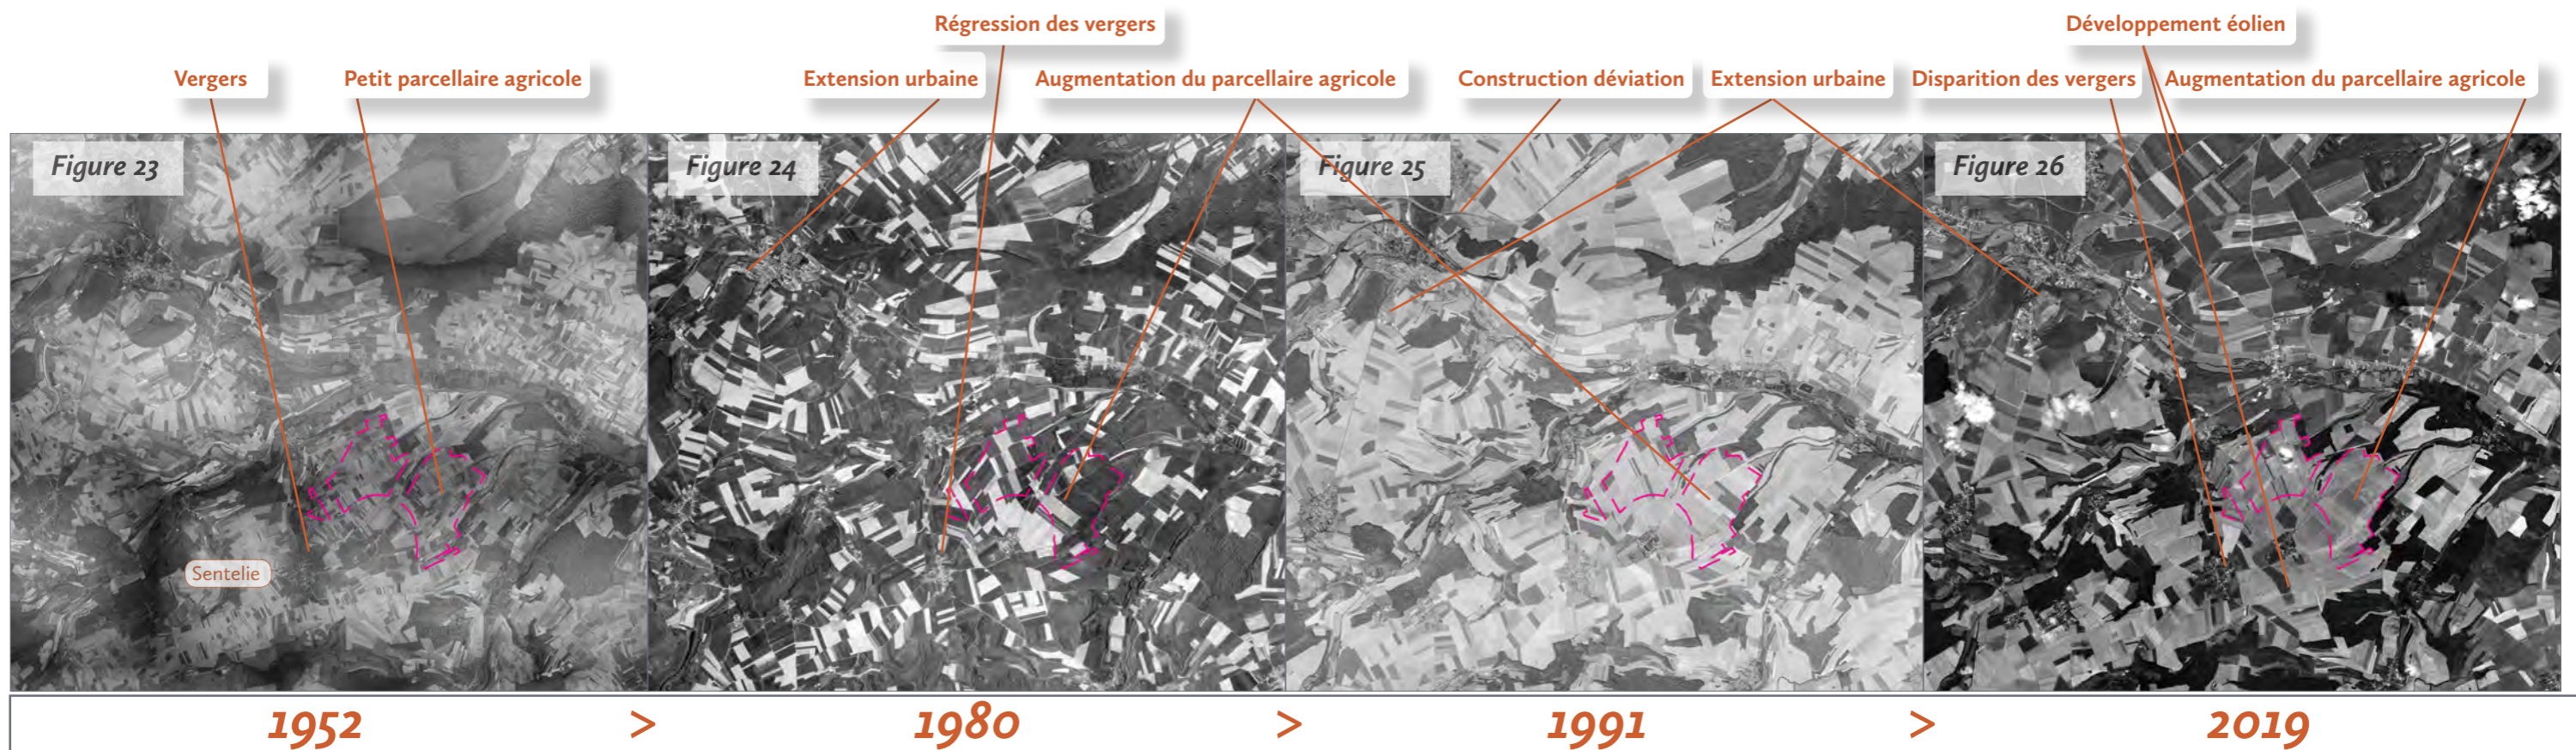 Régression des vergers
Développement éolien
Vergers
Petit parcellaire agricole
Extension urbaine
Augmentation du parcellaire agricole
Construction déviation
Extension urbaine
Disparition des vergers
Augmentation du parcellaire agricole
Figure 23
Figure 24
Figure 25
Figure 26
Sentelie
1952 > 1980 > 1991 > 2019